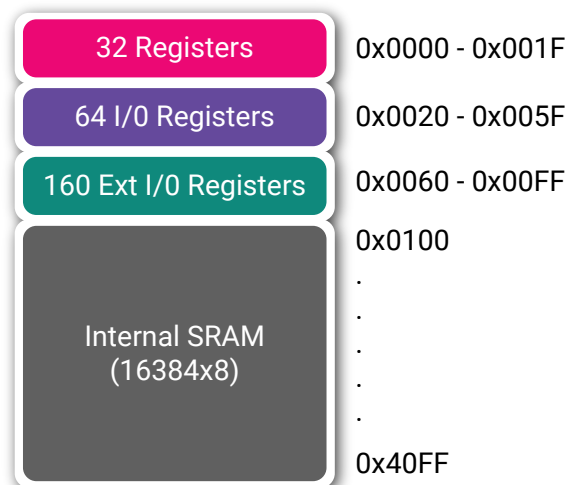 32 Registers 0x0000 - 0x001F
64 I/0 Registers 0x0020 - 0x005F
160 Ext I/0 Registers 0x0060 - 0x00FF
0x0100
.
.
Internal SRAM
.
(16384x8)
.
.
0x40FF